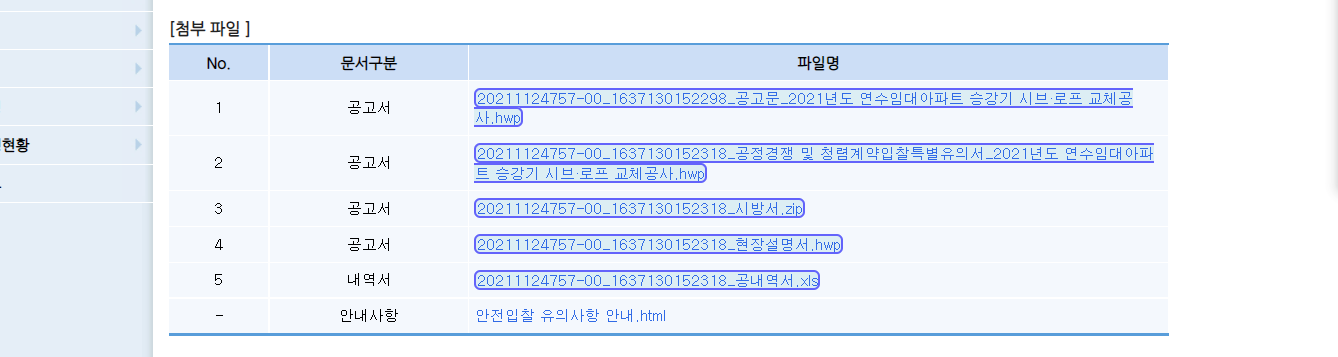 [첨부 파일 ]
No. 문서구분 파일명
1 공고서 20211124757-00_1637130152298_공고문_2021년도 연수임대아파트 승강기 시브·로프 교체공
사.hwp
2 공고서 20211124757-00_1637130152318_공정경쟁 및 청렴계약입찰특별유의서_2021년도 연수임대아파
트 승강기 시브·로프 교체공사.hwp
현황
3 공고서 20211124757-00_1637130152318_시방서.zip
4 공고서 20211124757-00_1637130152318_현장설명서.hwp
5 내역서 20211124757-00_1637130152318_공내역서.xls
- 안내사항 안전입찰 유의사항 안내.html